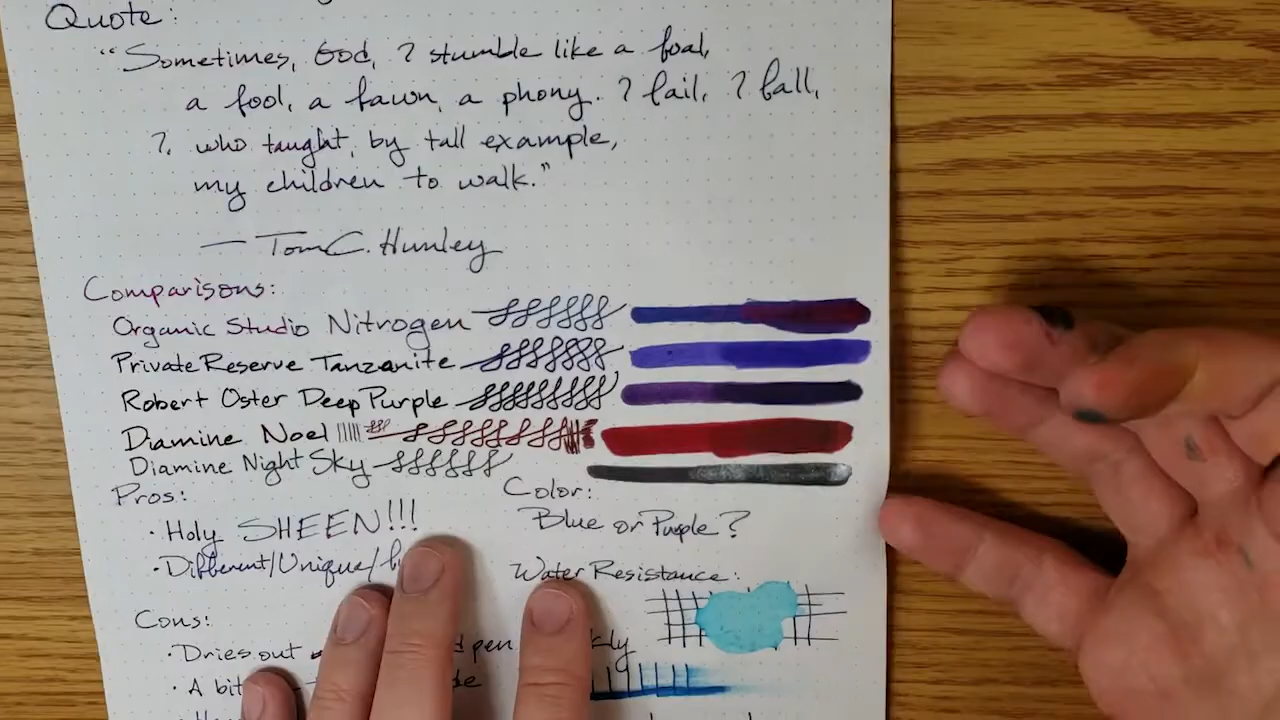 Quote:
"Sometimes, God, I stumble like a foal,
a fool, a fawn, a phony. I fail, I fall,
I, who taught, by tall example,
my children to walk."
— Tom C. Hunley
Comparisons:
Organic Studio Nitrogen
Private Reserve Tanzanite
Robert Oster Deep Purple
Diamine Noel
Diamine Night Sky
Pros:
· Holy SHEEN!!!
· Different/Unique/
Color:
Blue or Purple?
Water Resistance:
Cons:
· Dries out pen
· A bit